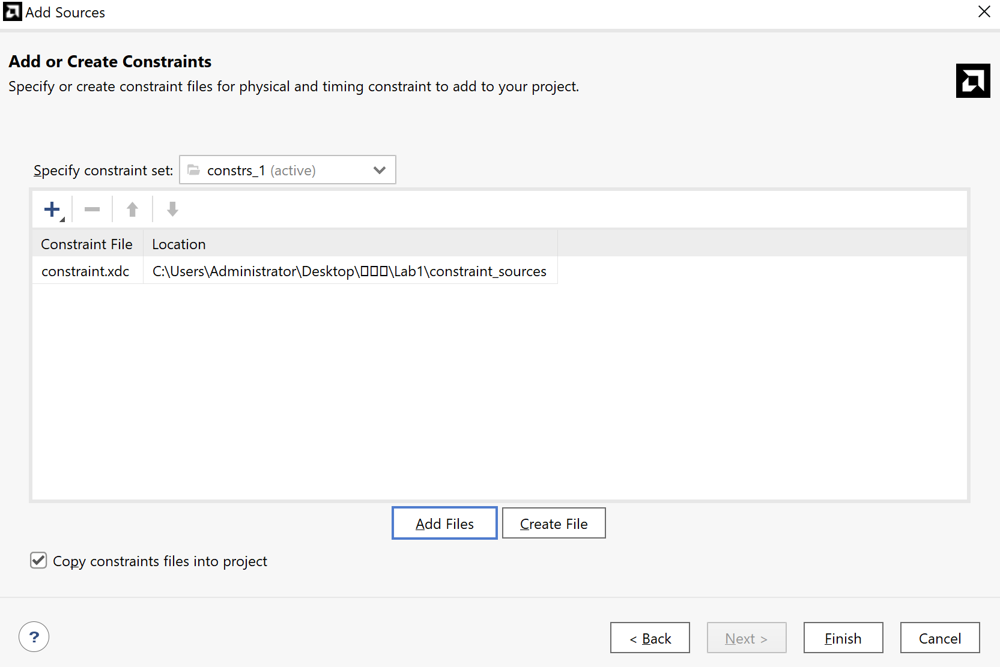 Add Sources
Add or Create Constraints
Specify or create constraint files for physical and timing constraint to add to your project.
Specify constraint set: constrs_1 (active)
Constraint File Location
constraint.xdc C:\Users\Administrator\Desktop\□□□\Lab1\constraint_sources
Add Files Create File
Copy constraints files into project
? < Back Next > Finish Cancel